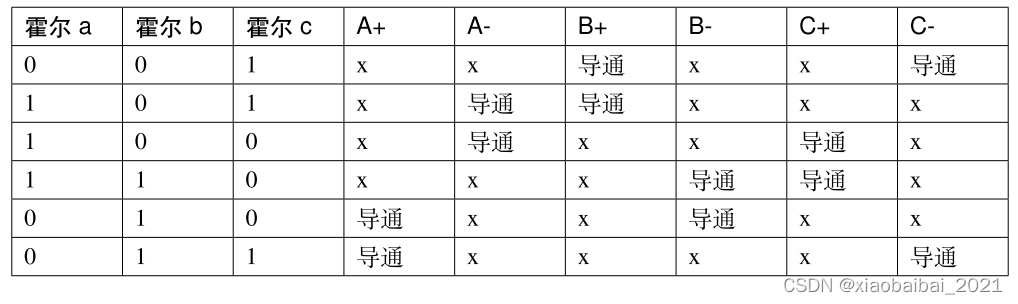 霍尔 a 霍尔 b 霍尔 c A+ A- B+ B- C+ C-
0 0 1 x x 导通 x x 导通
1 0 1 x 导通 导通 x x x
1 0 0 x 导通 x x 导通 x
1 1 0 x x x 导通 导通 x
0 1 0 导通 x x 导通 x x
0 1 1 导通 x x x x 导通
CSDN @xiaobaibai_2021